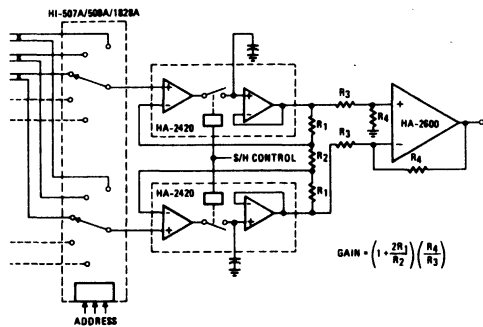 HI-507A/508A/1828A
HA-2420
S/H CONTROL
HA-2420
R1
R2
R1
R3
R3
R4
R4
+
−
HA-2600
GAIN = (1 + 2R1/R2) (R4/R3)
ADDRESS